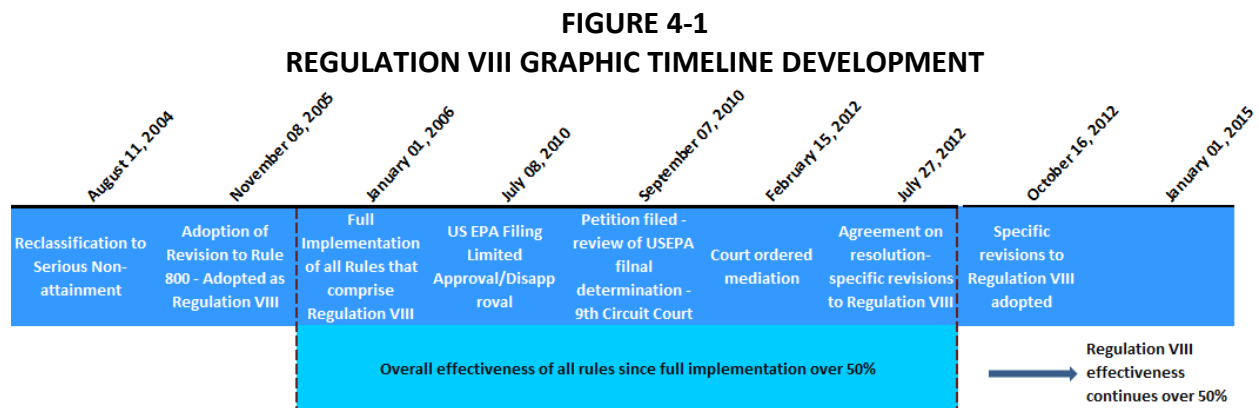 FIGURE 4-1
REGULATION VIII GRAPHIC TIMELINE DEVELOPMENT
August 11, 2004
November 08, 2005
January 01, 2006
July 08, 2010
September 07, 2010
February 15, 2012
July 27, 2012
October 16, 2012
January 01, 2015
Reclassification to
Serious Non-
attainment
Adoption of
Revision to Rule
800 - Adopted as
Regulation VIII
Full
Implementation
of all Rules that
comprise
Regulation VIII
US EPA Filing
Limited
Approval/Disapp
roval
Petition filed -
review of USEPA
filnal
determination -
9th Circuit Court
Court ordered
mediation
Agreement on
resolution-
specific revisions
to Regulation VIII
Specific
revisions to
Regulation VIII
adopted
Overall effectiveness of all rules since full implementation over 50%
Regulation VIII
effectiveness
continues over 50%